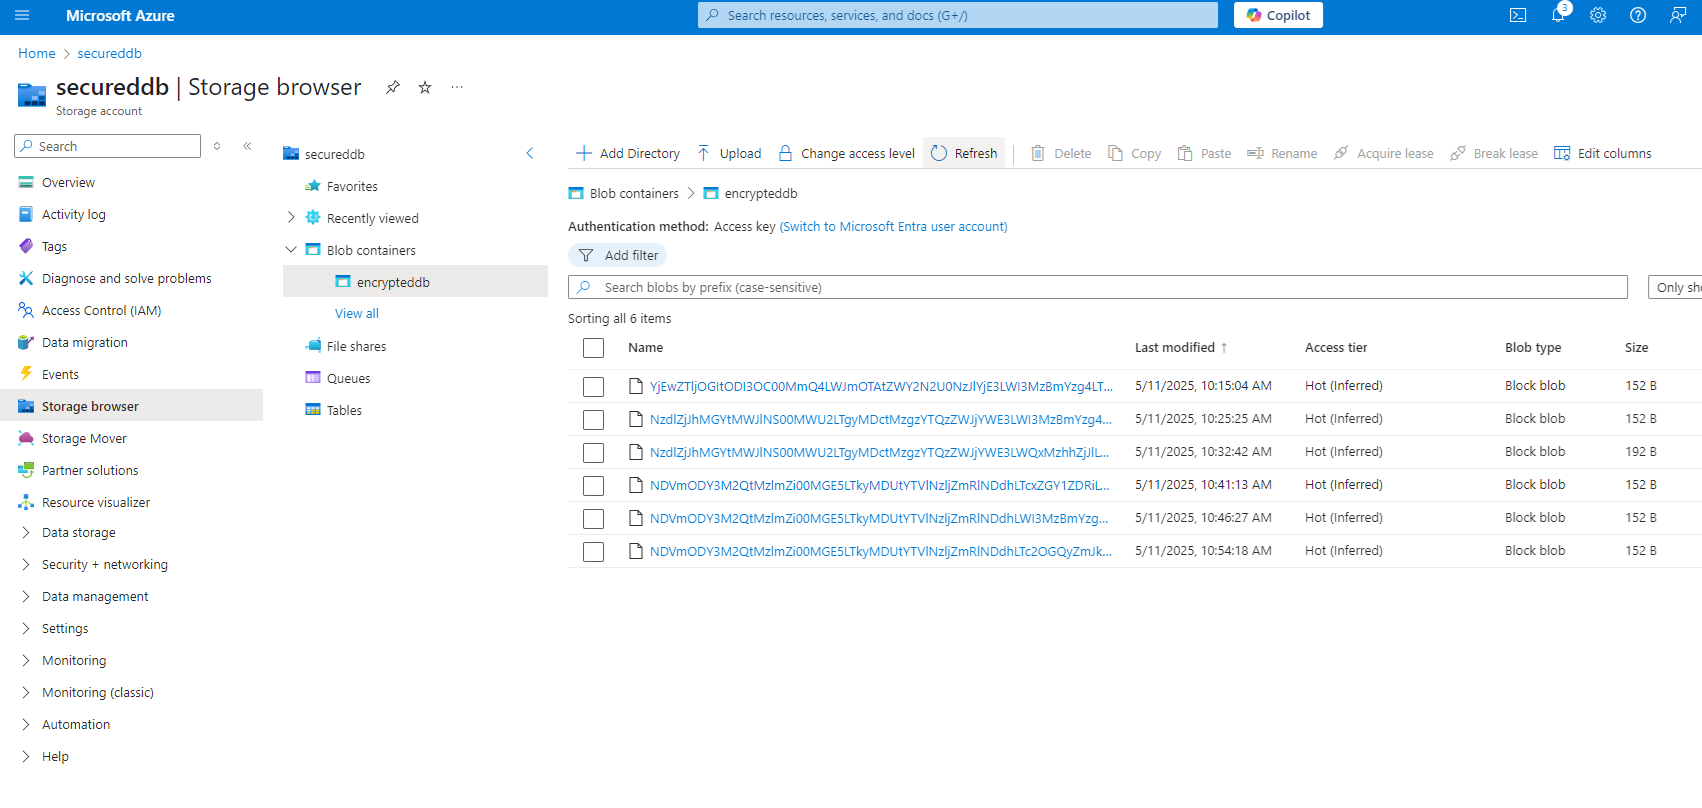 Microsoft Azure
Search resources, services, and docs (G+/)
Copilot
3
Home > secureddb
secureddb | Storage browser
Storage account
Search
Overview
Activity log
Tags
Diagnose and solve problems
Access Control (IAM)
Data migration
Events
Storage browser
Storage Mover
Partner solutions
Resource visualizer
Data storage
Security + networking
Data management
Settings
Monitoring
Monitoring (classic)
Automation
Help
secureddb
Favorites
Recently viewed
Blob containers
encrypteddb
View all
File shares
Queues
Tables
Add Directory Upload Change access level Refresh Delete Copy Paste Rename Acquire lease Break lease Edit columns
Blob containers > encrypteddb
Authentication method: Access key (Switch to Microsoft Entra user account)
Add filter
Search blobs by prefix (case-sensitive)
Only sho
Sorting all 6 items
Name Last modified ↑ Access tier Blob type Size
YjEwZTljOGItODI3OC00MmQ4LWJmOTAtZWY2N2U0NzJlYjE3LWI3MzBmYzg4LT... 5/11/2025, 10:15:04 AM Hot (Inferred) Block blob 152 B
NzdlZjJhMGYtMWJlNS00MWU2LTgyMDctMzgzYTQzZWJjYWE3LWI3MzBmYzg4... 5/11/2025, 10:25:25 AM Hot (Inferred) Block blob 152 B
NzdlZjJhMGYtMWJlNS00MWU2LTgyMDctMzgzYTQzZWJjYWE3LWQxMzhhZjJlL... 5/11/2025, 10:32:42 AM Hot (Inferred) Block blob 192 B
NDVmODY3M2QtMzlmZi00MGE5LTkyMDUtYTVlNzljZmRlNDdhLTcxZGY1ZDRiL... 5/11/2025, 10:41:13 AM Hot (Inferred) Block blob 152 B
NDVmODY3M2QtMzlmZi00MGE5LTkyMDUtYTVlNzljZmRlNDdhLWI3MzBmYzg... 5/11/2025, 10:46:27 AM Hot (Inferred) Block blob 152 B
NDVmODY3M2QtMzlmZi00MGE5LTkyMDUtYTVlNzljZmRlNDdhLTc2OGQyZmJk... 5/11/2025, 10:54:18 AM Hot (Inferred) Block blob 152 B